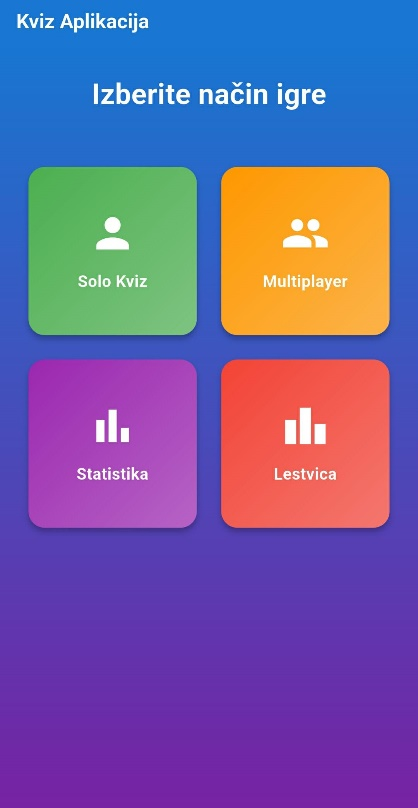 Kviz Aplikacija
Izberite način igre
Solo Kviz
Multiplayer
Statistika
Lestvica